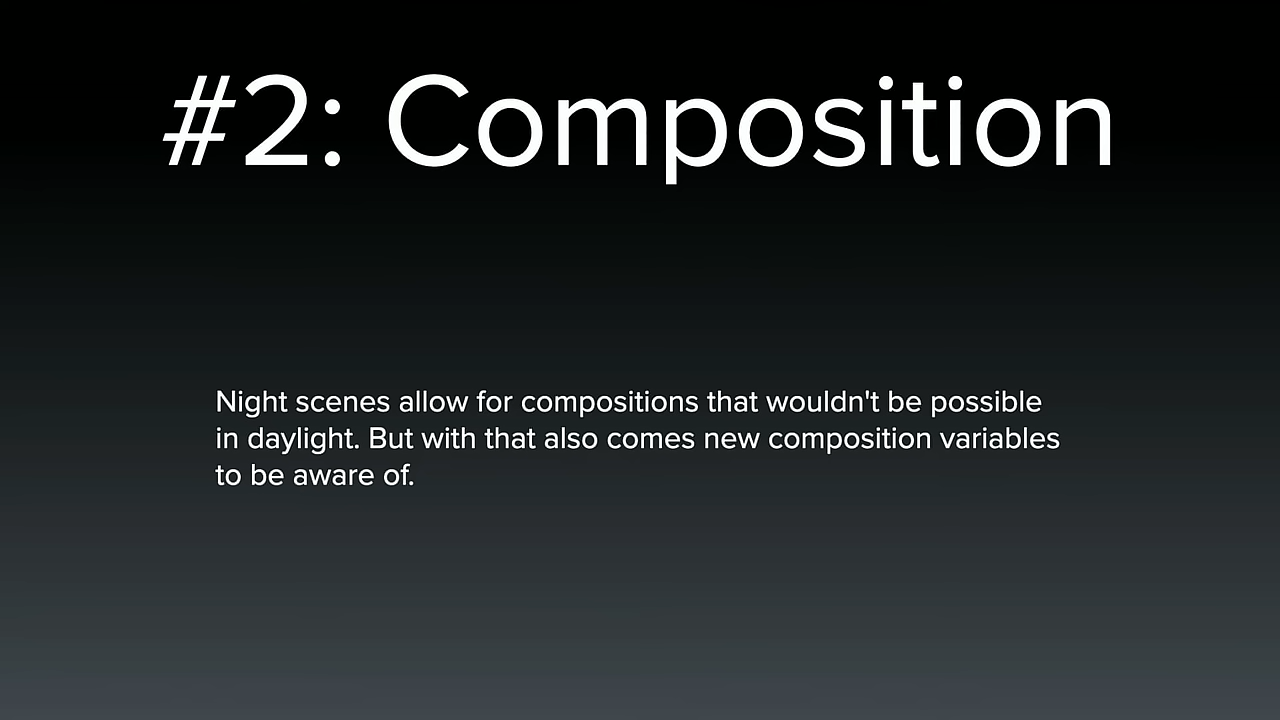 #2: Composition
Night scenes allow for compositions that wouldn't be possible
in daylight. But with that also comes new composition variables
to be aware of.